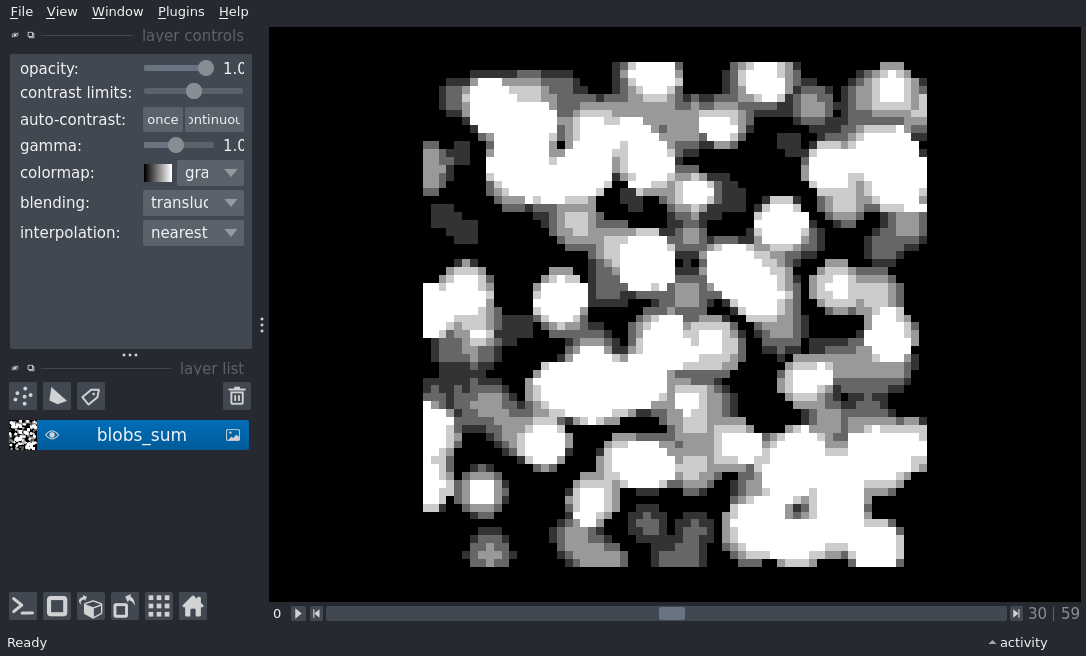 File View Window Plugins Help
layer controls
opacity: 1.0
contrast limits:
auto-contrast: once ontinuou
gamma: 1.0
colormap: gra
blending: transluc
interpolation: nearest
layer list
blobs_sum
0 30 | 59
Ready activity